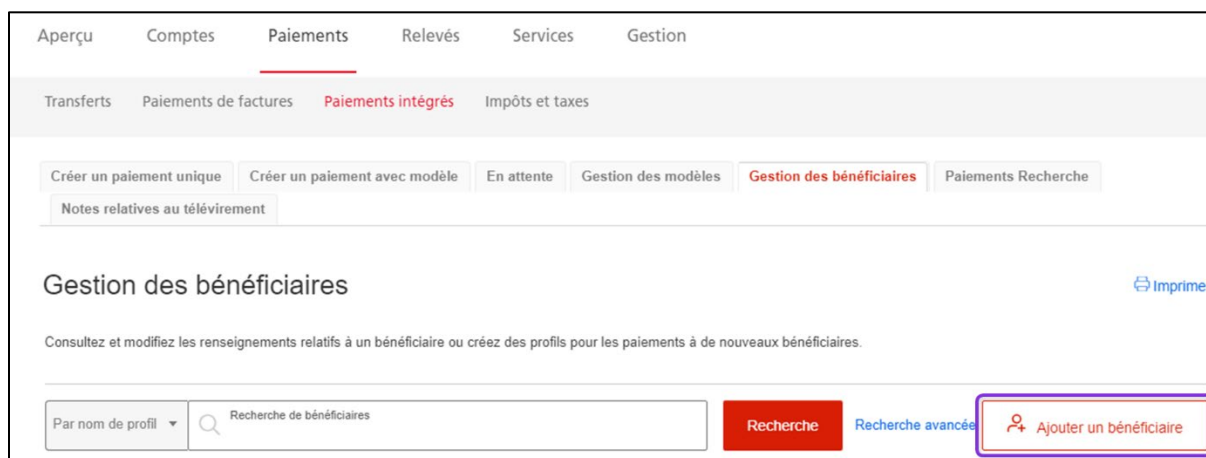 Aperçu Comptes Paiements Relevés Services Gestion
Transferts Paiements de factures Paiements intégrés Impôts et taxes
Créer un paiement unique Créer un paiement avec modèle En attente Gestion des modèles Gestion des bénéficiaires Paiements Recherche
Notes relatives au télévirement
Gestion des bénéficiaires Imprime
Consultez et modifiez les renseignements relatifs à un bénéficiaire ou créez des profils pour les paiements à de nouveaux bénéficiaires.
Par nom de profil Recherche de bénéficiaires Recherche Recherche avancée Ajouter un bénéficiaire